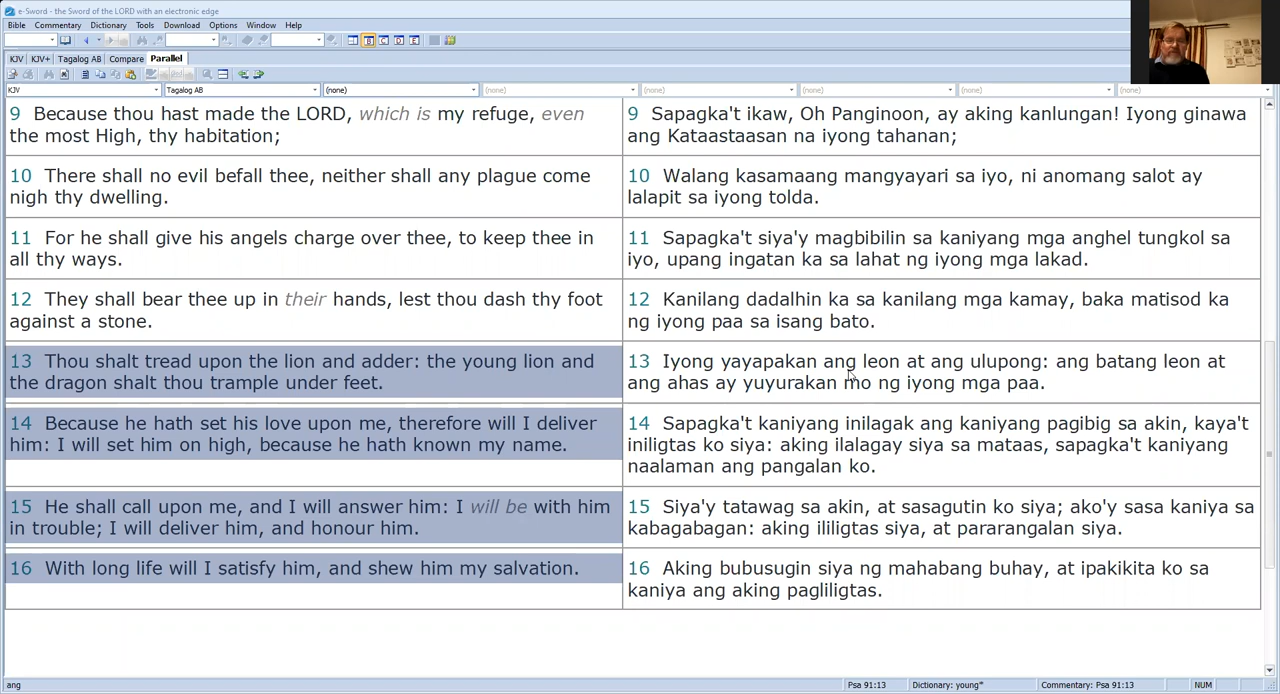 e-Sword - the Sword of the LORD with an electronic edge
Bible Commentary Dictionary Tools Download Options Window Help
KJV KJV+ Tagalog AB Compare Parallel
KJV Tagalog AB (none) (none) (none) (none) (none) (none)
9 Because thou hast made the LORD, which is my refuge, even
the most High, thy habitation;
9 Sapagka't ikaw, Oh Panginoon, ay aking kanlungan! Iyong ginawa
ang Kataastaasan na iyong tahanan;
10 There shall no evil befall thee, neither shall any plague come
nigh thy dwelling.
10 Walang kasamaang mangyayari sa iyo, ni anomang salot ay
lalapit sa iyong tolda.
11 For he shall give his angels charge over thee, to keep thee in
all thy ways.
11 Sapagka't siya'y magbibilin sa kaniyang mga anghel tungkol sa
iyo, upang ingatan ka sa lahat ng iyong mga lakad.
12 They shall bear thee up in their hands, lest thou dash thy foot
against a stone.
12 Kanilang dadalhin ka sa kanilang mga kamay, baka matisod ka
ng iyong paa sa isang bato.
13 Thou shalt tread upon the lion and adder: the young lion and
the dragon shalt thou trample under feet.
13 Iyong yayapakan ang leon at ang ulupong: ang batang leon at
ang ahas ay yuyurakan mo ng iyong mga paa.
14 Because he hath set his love upon me, therefore will I deliver
him: I will set him on high, because he hath known my name.
14 Sapagka't kaniyang inilagak ang kaniyang pagibig sa akin, kaya't
iniligtas ko siya: aking ilalagay siya sa mataas, sapagka't kaniyang
naalaman ang pangalan ko.
15 He shall call upon me, and I will answer him: I will be with him
in trouble; I will deliver him, and honour him.
15 Siya'y tatawag sa akin, at sasagutin ko siya; ako'y sasa kaniya sa
kabagabagan: aking ililigtas siya, at pararangalan siya.
16 With long life will I satisfy him, and shew him my salvation.
16 Aking bubusugin siya ng mahabang buhay, at ipakikita ko sa
kaniya ang aking pagliligtas.
ang Psa 91:13 Dictionary: young* Commentary: Psa 91:13 NUM